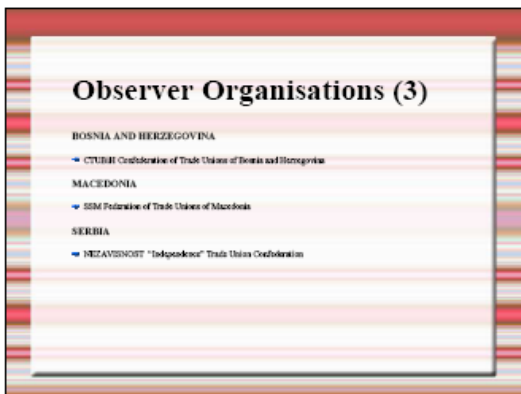 Observer Organisations (3)
BOSNIA AND HERZEGOVINA
CTUBiH Confederation of Trade Unions of Bosnia and Herzegovina
MACEDONIA
SSM Federation of Trade Unions of Macedonia
SERBIA
NEZAVISNOST "Independence" Trade Union Confederation